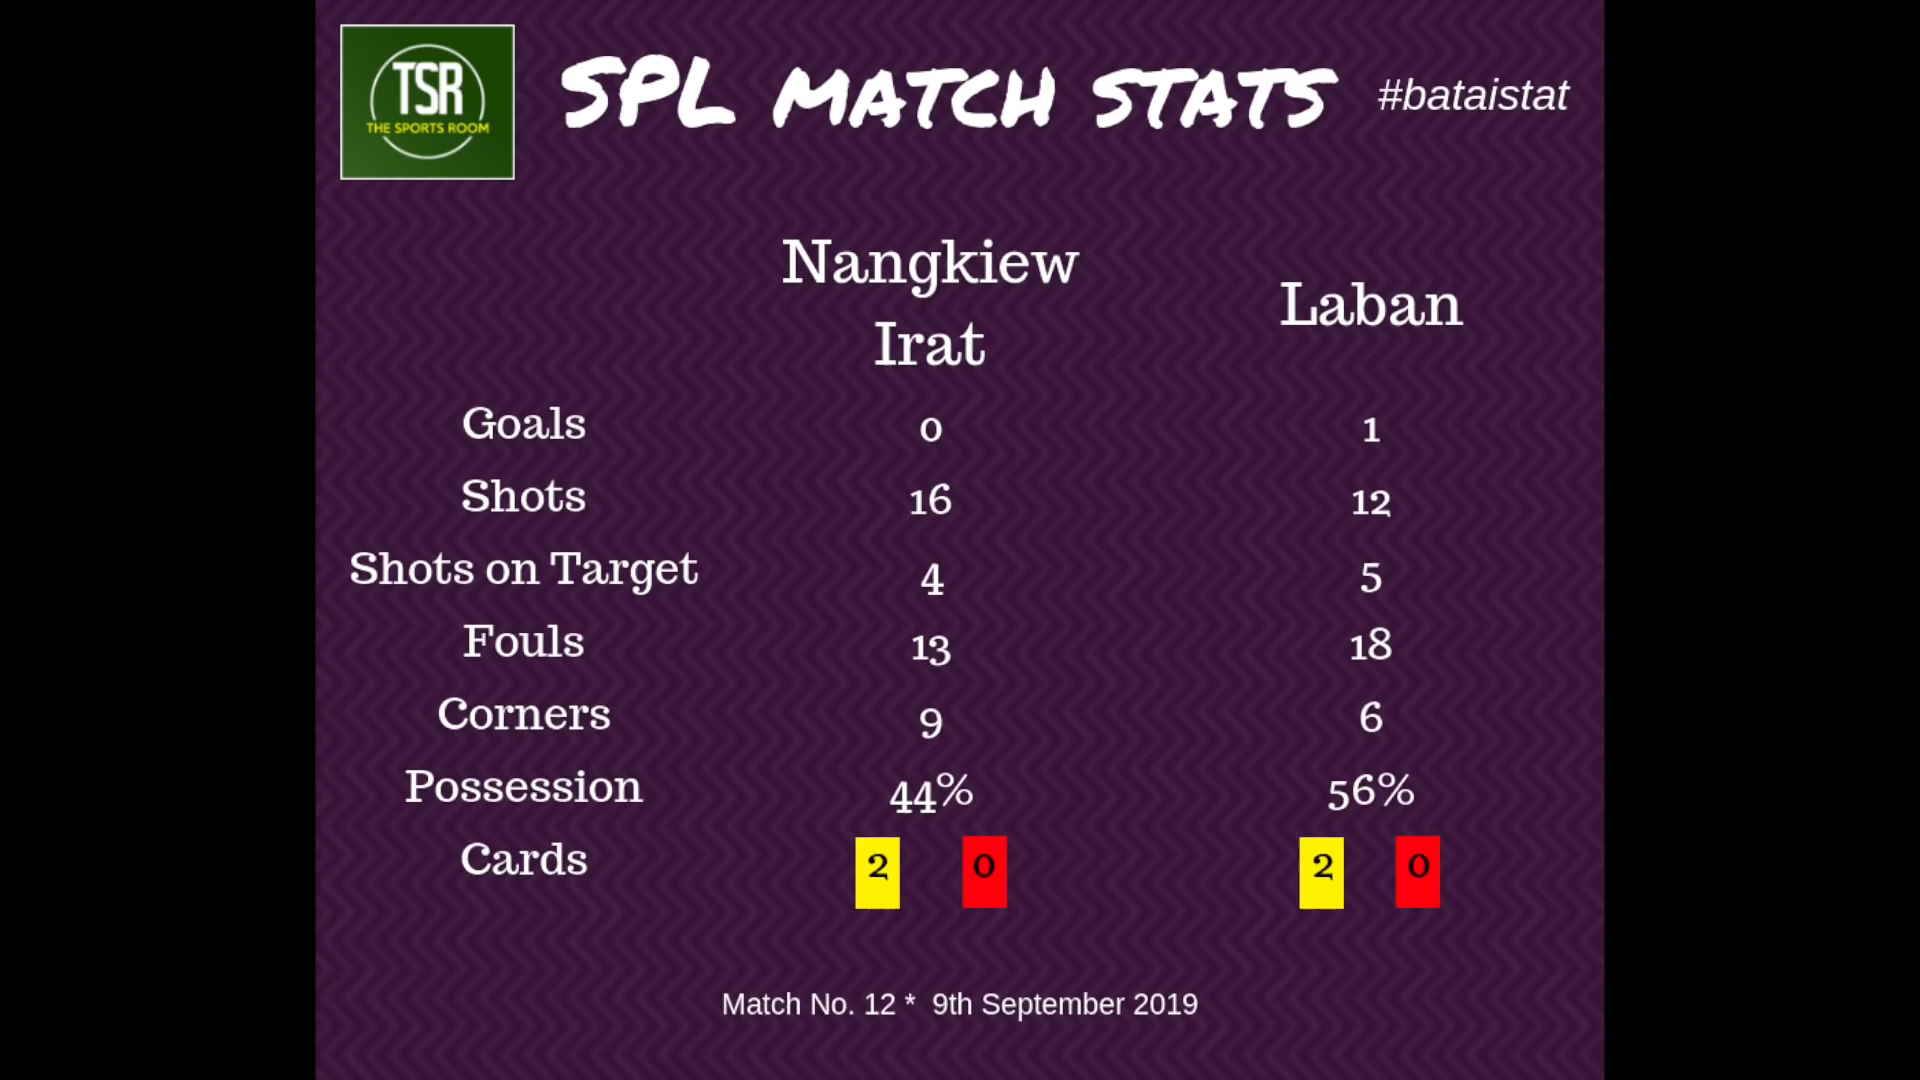 TSR
THE SPORTS ROOM
SPL MATCH STATS #bataistat
Nangkiew
Irat
Laban
Goals 0 1
Shots 16 12
Shots on Target 4 5
Fouls 13 18
Corners 9 6
Possession 44% 56%
Cards 2 0 2 0
Match No. 12 * 9th September 2019